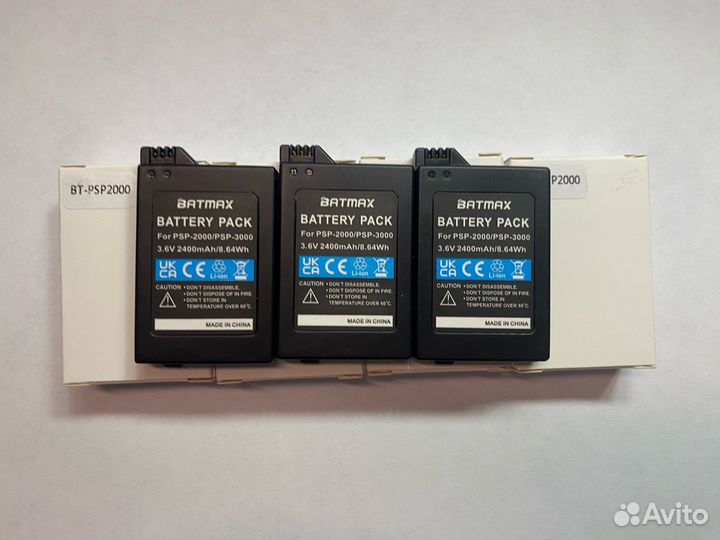 BT-PSP2000
BATMAX
BATTERY PACK
For PSP-2000/PSP-3000
3.6V 2400mAh/8.64Wh
UK
CA
CE
Li-ion
CAUTION
•DON'T DISASSEMBLE.
•DON'T DISPOSE OF IN FIRE.
•DON'T STORE IN
TEMPERATURE OVER 60℃.
MADE IN CHINA
BATMAX
BATTERY PACK
For PSP-2000/PSP-3000
3.6V 2400mAh/8.64Wh
UK
CA
CE
Li-ion
CAUTION
•DON'T DISASSEMBLE.
•DON'T DISPOSE OF IN FIRE.
•DON'T STORE IN
TEMPERATURE OVER 60℃.
MADE IN CHINA
BATMAX
BATTERY PACK
For PSP-2000/PSP-3000
3.6V 2400mAh/8.64Wh
UK
CA
CE
Li-ion
CAUTION
•DON'T DISASSEMBLE.
•DON'T DISPOSE OF IN FIRE.
•DON'T STORE IN
TEMPERATURE OVER 60℃.
MADE IN CHINA
SP2000
Avito